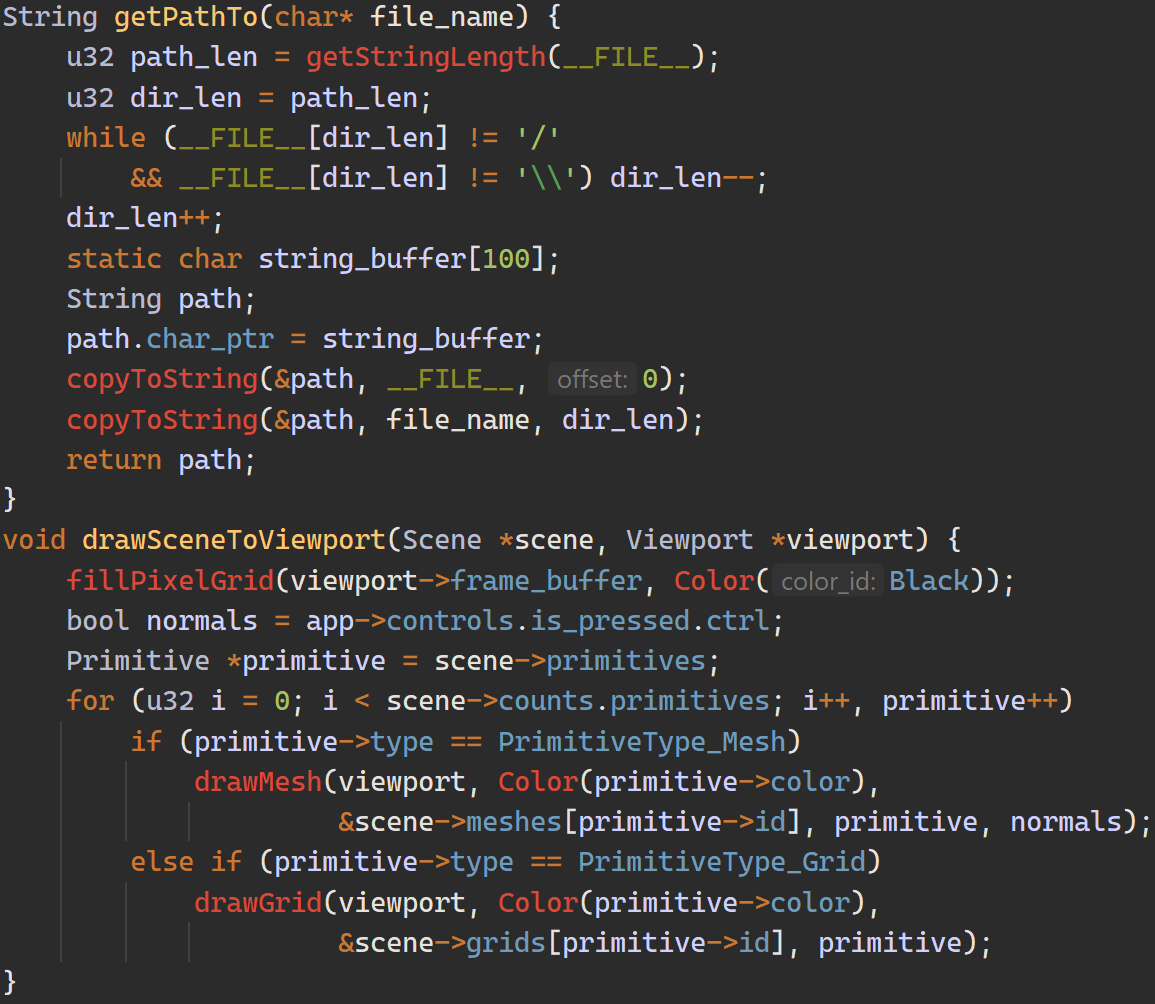 String getPathTo(char* file_name) {
    u32 path_len = getStringLength(__FILE__);
    u32 dir_len = path_len;
    while (__FILE__[dir_len] != '/'
        && __FILE__[dir_len] != '\\') dir_len--;
    dir_len++;
    static char string_buffer[100];
    String path;
    path.char_ptr = string_buffer;
    copyToString(&path, __FILE__, offset: 0);
    copyToString(&path, file_name, dir_len);
    return path;
}
void drawSceneToViewport(Scene *scene, Viewport *viewport) {
    fillPixelGrid(viewport->frame_buffer, Color( color_id: Black));
    bool normals = app->controls.is_pressed.ctrl;
    Primitive *primitive = scene->primitives;
    for (u32 i = 0; i < scene->counts.primitives; i++, primitive++)
        if (primitive->type == PrimitiveType_Mesh)
            drawMesh(viewport, Color(primitive->color),
                     &scene->meshes[primitive->id], primitive, normals);
        else if (primitive->type == PrimitiveType_Grid)
            drawGrid(viewport, Color(primitive->color),
                     &scene->grids[primitive->id], primitive);
}